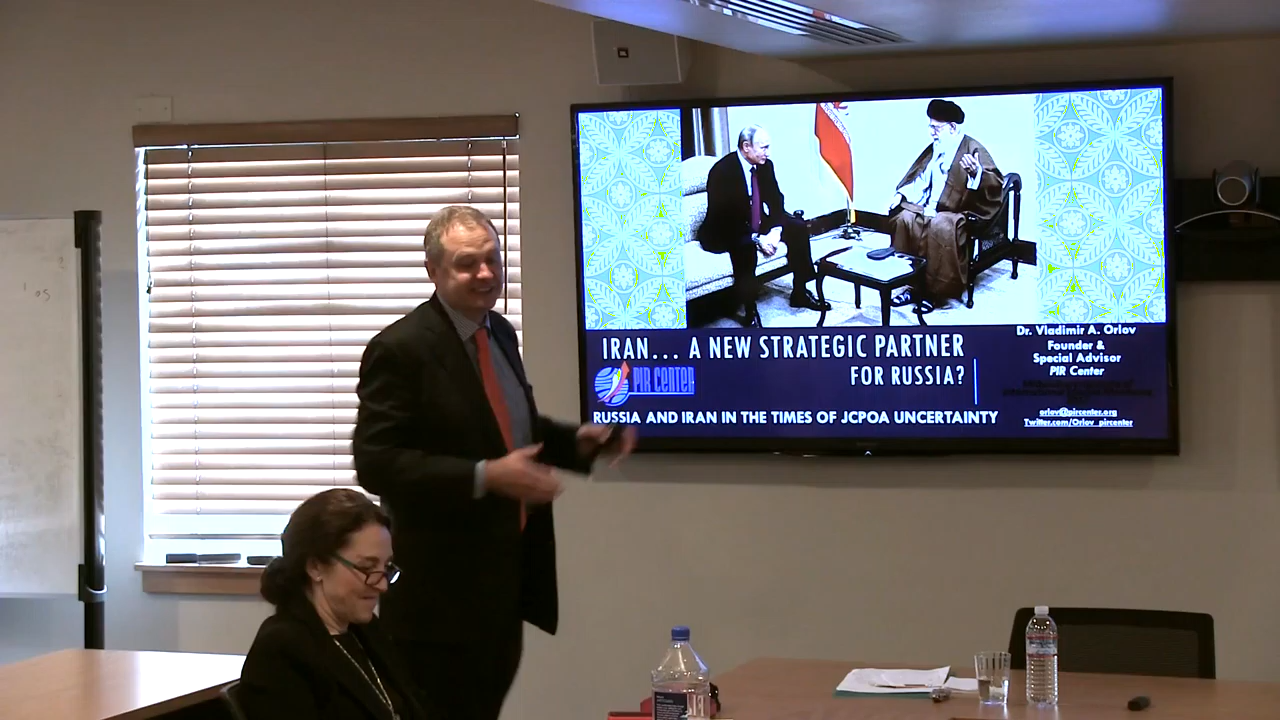 IRAN... A NEW STRATEGIC PARTNER
FOR RUSSIA?
PIR CENTER
RUSSIA AND IRAN IN THE TIMES OF JCPOA UNCERTAINTY
Dr. Vladimir A. Orlov
Founder &
Special Advisor
PIR Center
orlov@pircenter.org
Twitter.com/Orlov_pircenter